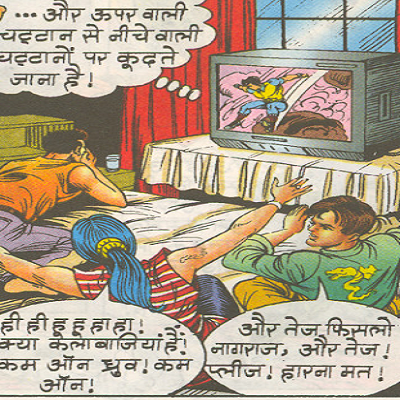 ... और ऊपर वाली
चट्टान से नीचे वाली
चट्टानों पर कूदते
जाना है!
ही ही हू हू हाहा!
क्या कलाबाजियां हैं!
कम ऑन ध्रुव! कम
ऑन!
और तेज फिसलो
नागराज, और तेज!
प्लीज! हारना मत!